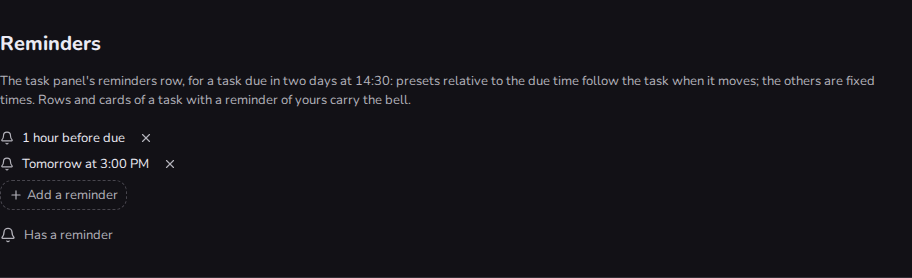 Reminders
The task panel's reminders row, for a task due in two days at 14:30: presets relative to the due time follow the task when it moves; the others are fixed
times. Rows and cards of a task with a reminder of yours carry the bell.
1 hour before due
Tomorrow at 3:00 PM
+ Add a reminder
Has a reminder